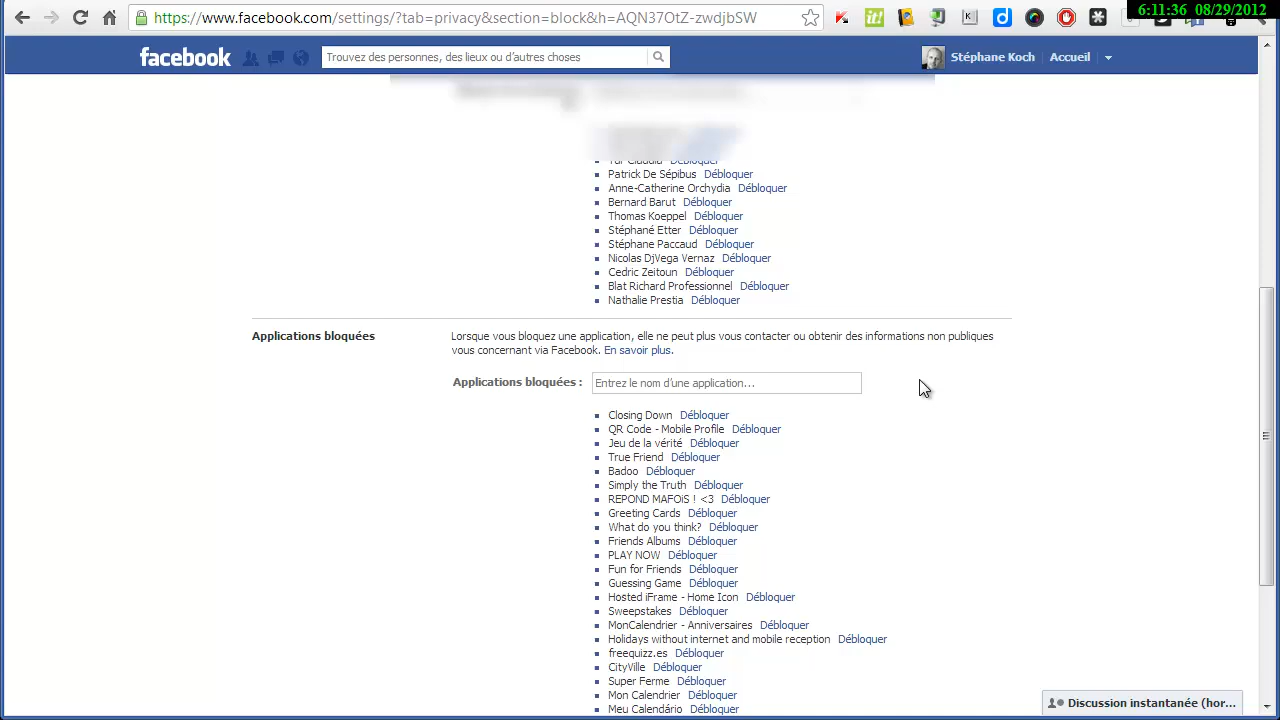 6:11:36 08/29/2012
https://www.facebook.com/settings/?tab=privacy&section=block&h=AQN37OtZ-zwdjbSW
facebook
Trouvez des personnes, des lieux ou d'autres choses
Stéphane Koch Accueil
Débloquer
Patrick De Sépibus Débloquer
Anne-Catherine Orchydia Débloquer
Bernard Barut Débloquer
Thomas Koeppel Débloquer
Stéphané Etter Débloquer
Stéphane Paccaud Débloquer
Nicolas DjVega Vernaz Débloquer
Cedric Zeitoun Débloquer
Blat Richard Professionnel Débloquer
Nathalie Prestia Débloquer
Applications bloquées
Lorsque vous bloquez une application, elle ne peut plus vous contacter ou obtenir des informations non publiques
vous concernant via Facebook. En savoir plus.
Applications bloquées : Entrez le nom d'une application...
Closing Down Débloquer
QR Code - Mobile Profile Débloquer
Jeu de la vérité Débloquer
True Friend Débloquer
Badoo Débloquer
Simply the Truth Débloquer
REPOND MAFOiS ! <3 Débloquer
Greeting Cards Débloquer
What do you think? Débloquer
Friends Albums Débloquer
PLAY NOW Débloquer
Fun for Friends Débloquer
Guessing Game Débloquer
Hosted iFrame - Home Icon Débloquer
Sweepstakes Débloquer
MonCalendrier - Anniversaires Débloquer
Holidays without internet and mobile reception Débloquer
freequizz.es Débloquer
CityVille Débloquer
Super Ferme Débloquer
Mon Calendrier Débloquer
Meu Calendário Débloquer
Discussion instantanée (hor...